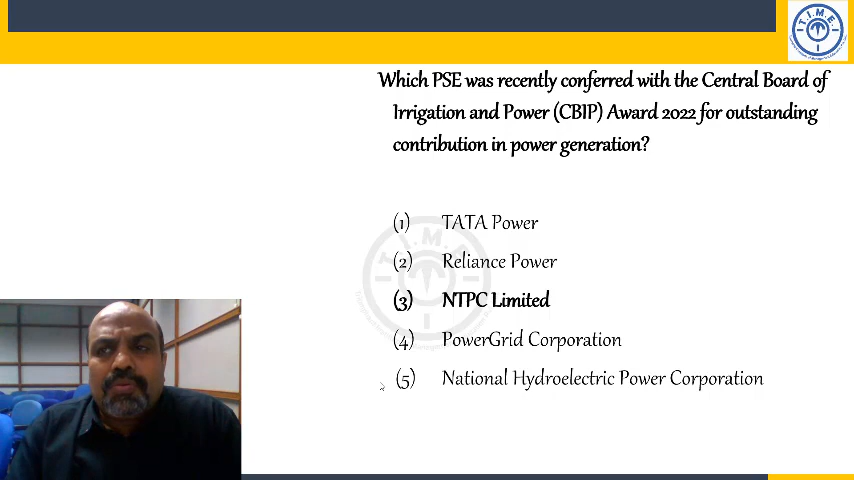 T.I.M.E.
Which PSE was recently conferred with the Central Board of
Irrigation and Power (CBIP) Award 2022 for outstanding
contribution in power generation?
(1) TATA Power
(2) Reliance Power
(3) NTPC Limited
(4) PowerGrid Corporation
(5) National Hydroelectric Power Corporation